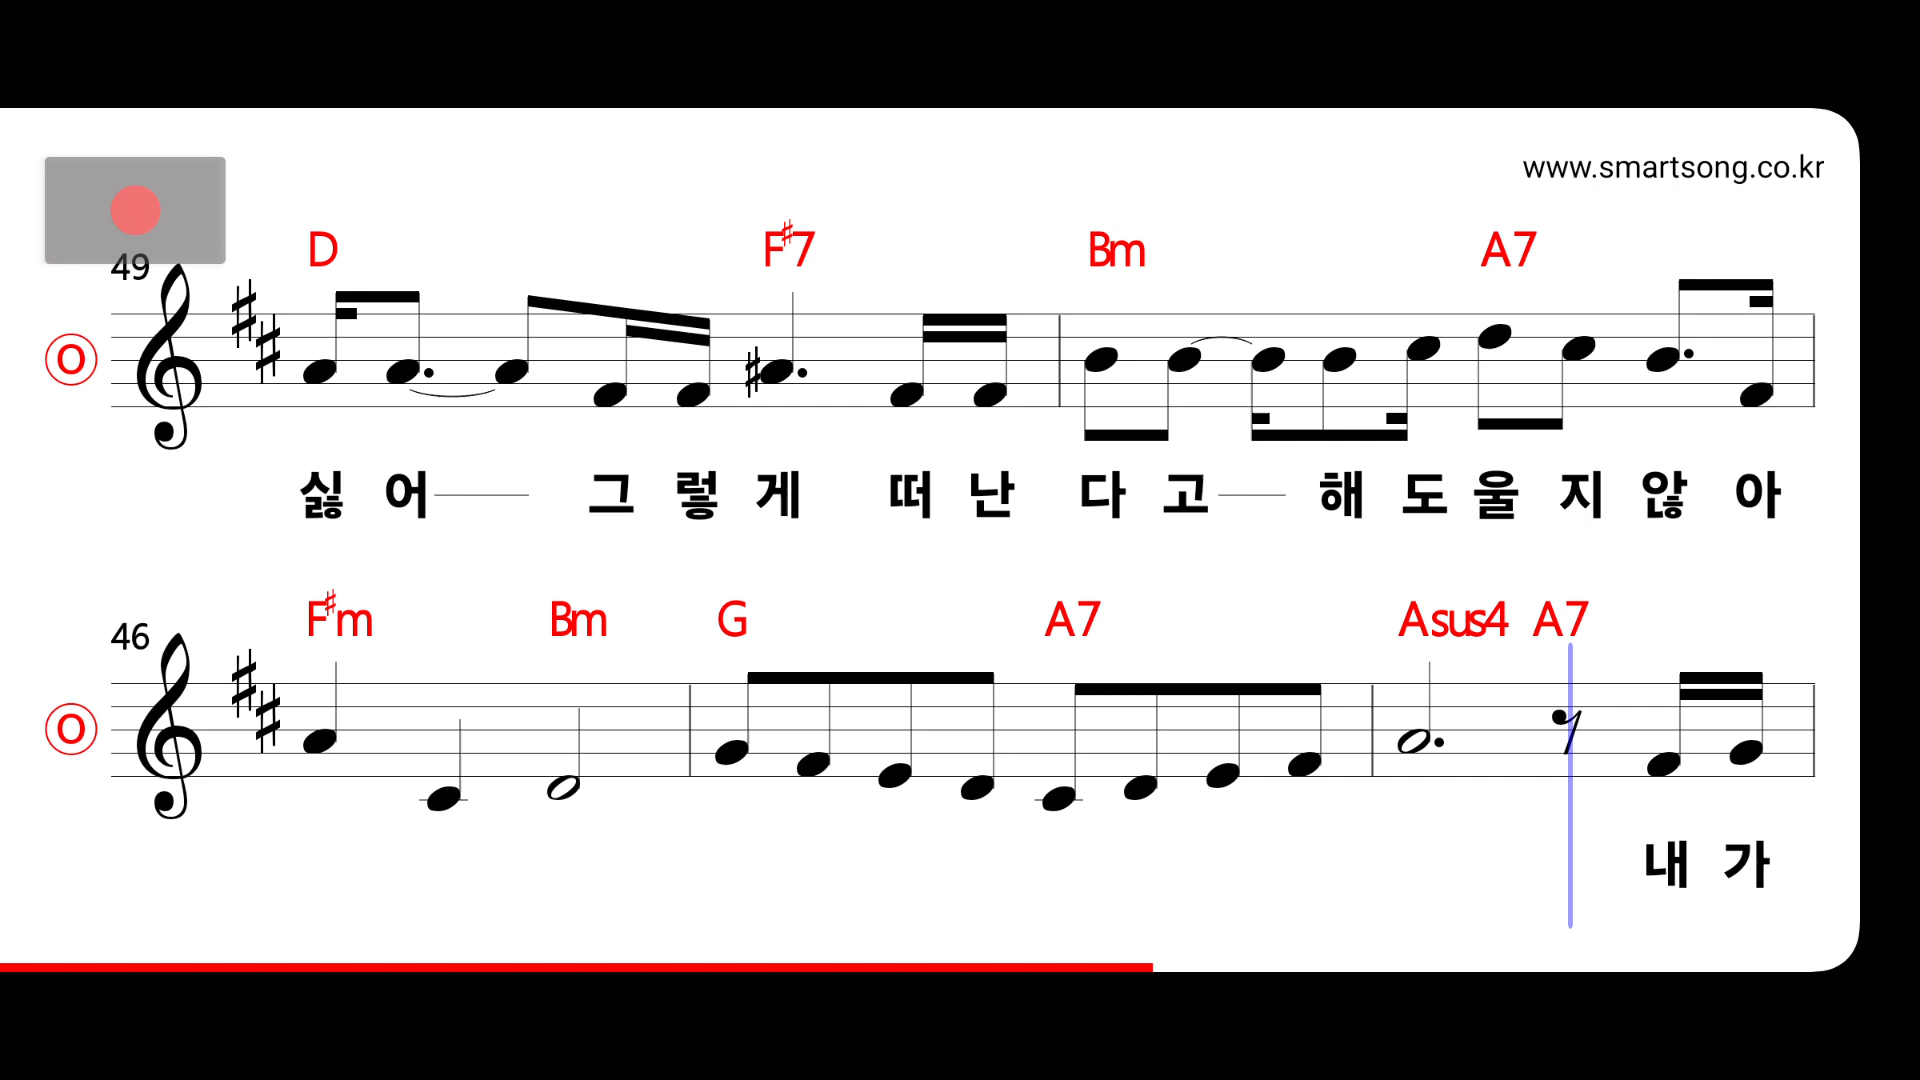 www.smartsong.co.kr
D F♯7 Bm A7
49
O
싫 어 그 렇 게 떠 난 다 고 해 도 울 지 않 아
F♯m Bm G A7 Asus4 A7
46
O
내 가